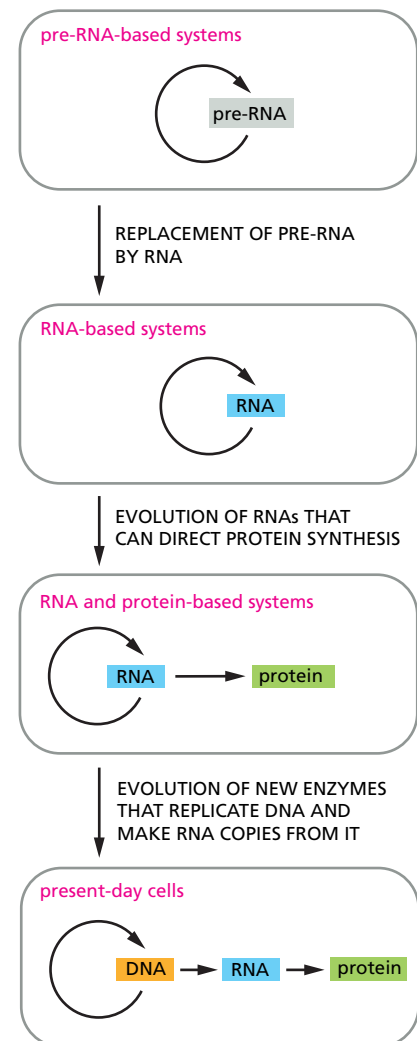 pre-RNA-based systems
pre-RNA
REPLACEMENT OF PRE-RNA
BY RNA
RNA-based systems
RNA
EVOLUTION OF RNAs THAT
CAN DIRECT PROTEIN SYNTHESIS
RNA and protein-based systems
RNA protein
EVOLUTION OF NEW ENZYMES
THAT REPLICATE DNA AND
MAKE RNA COPIES FROM IT
present-day cells
DNA RNA protein